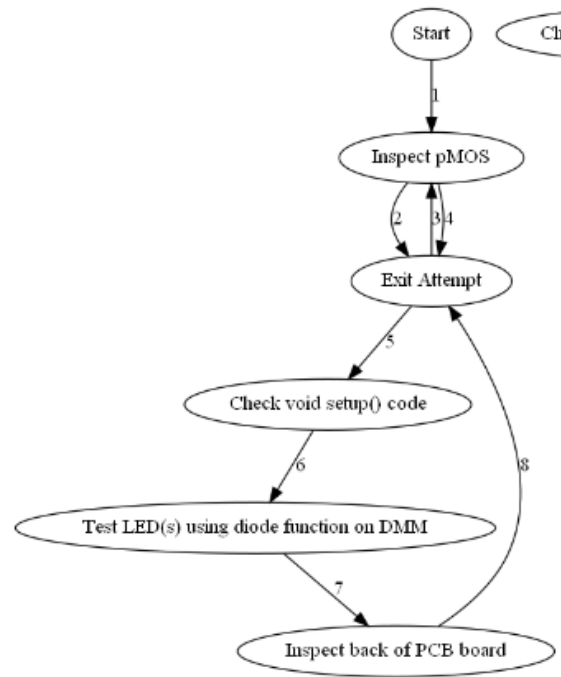 Start
Ch
1
Inspect pMOS
2
3
4
Exit Attempt
5
Check void setup() code
6
8
Test LED(s) using diode function on DMM
7
Inspect back of PCB board